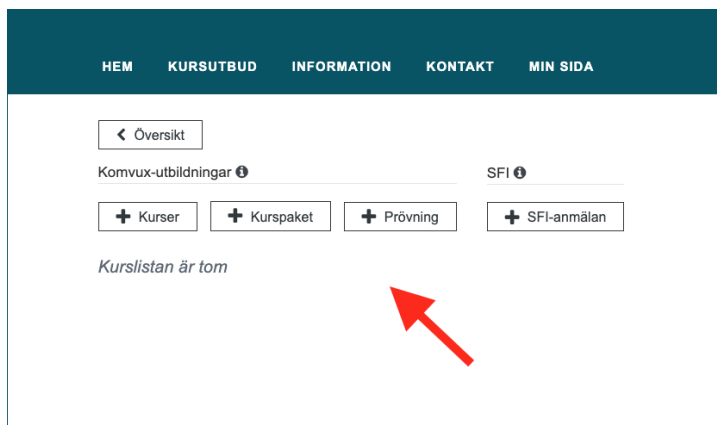 HEM KURSUTBUD INFORMATION KONTAKT MIN SIDA
Översikt
Komvux-utbildningar SFI
Kurser Kurspaket Prövning SFI-anmälan
Kurslistan är tom